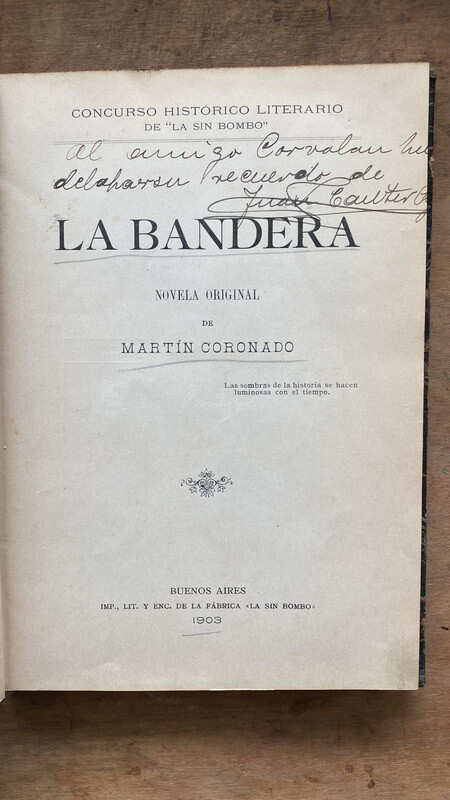 CONCURSO HISTÓRICO LITERARIO
DE "LA SIN BOMBO"
Al amigo Corvalan
recuerdo de
Juan
LA BANDERA
NOVELA ORIGINAL
DE
MARTÍN CORONADO
Las sombras de la historia se hacen
luminosas con el tiempo.
BUENOS AIRES
IMP., LIT. Y ENC. DE LA FÁBRICA «LA SIN BOMBO»
1903